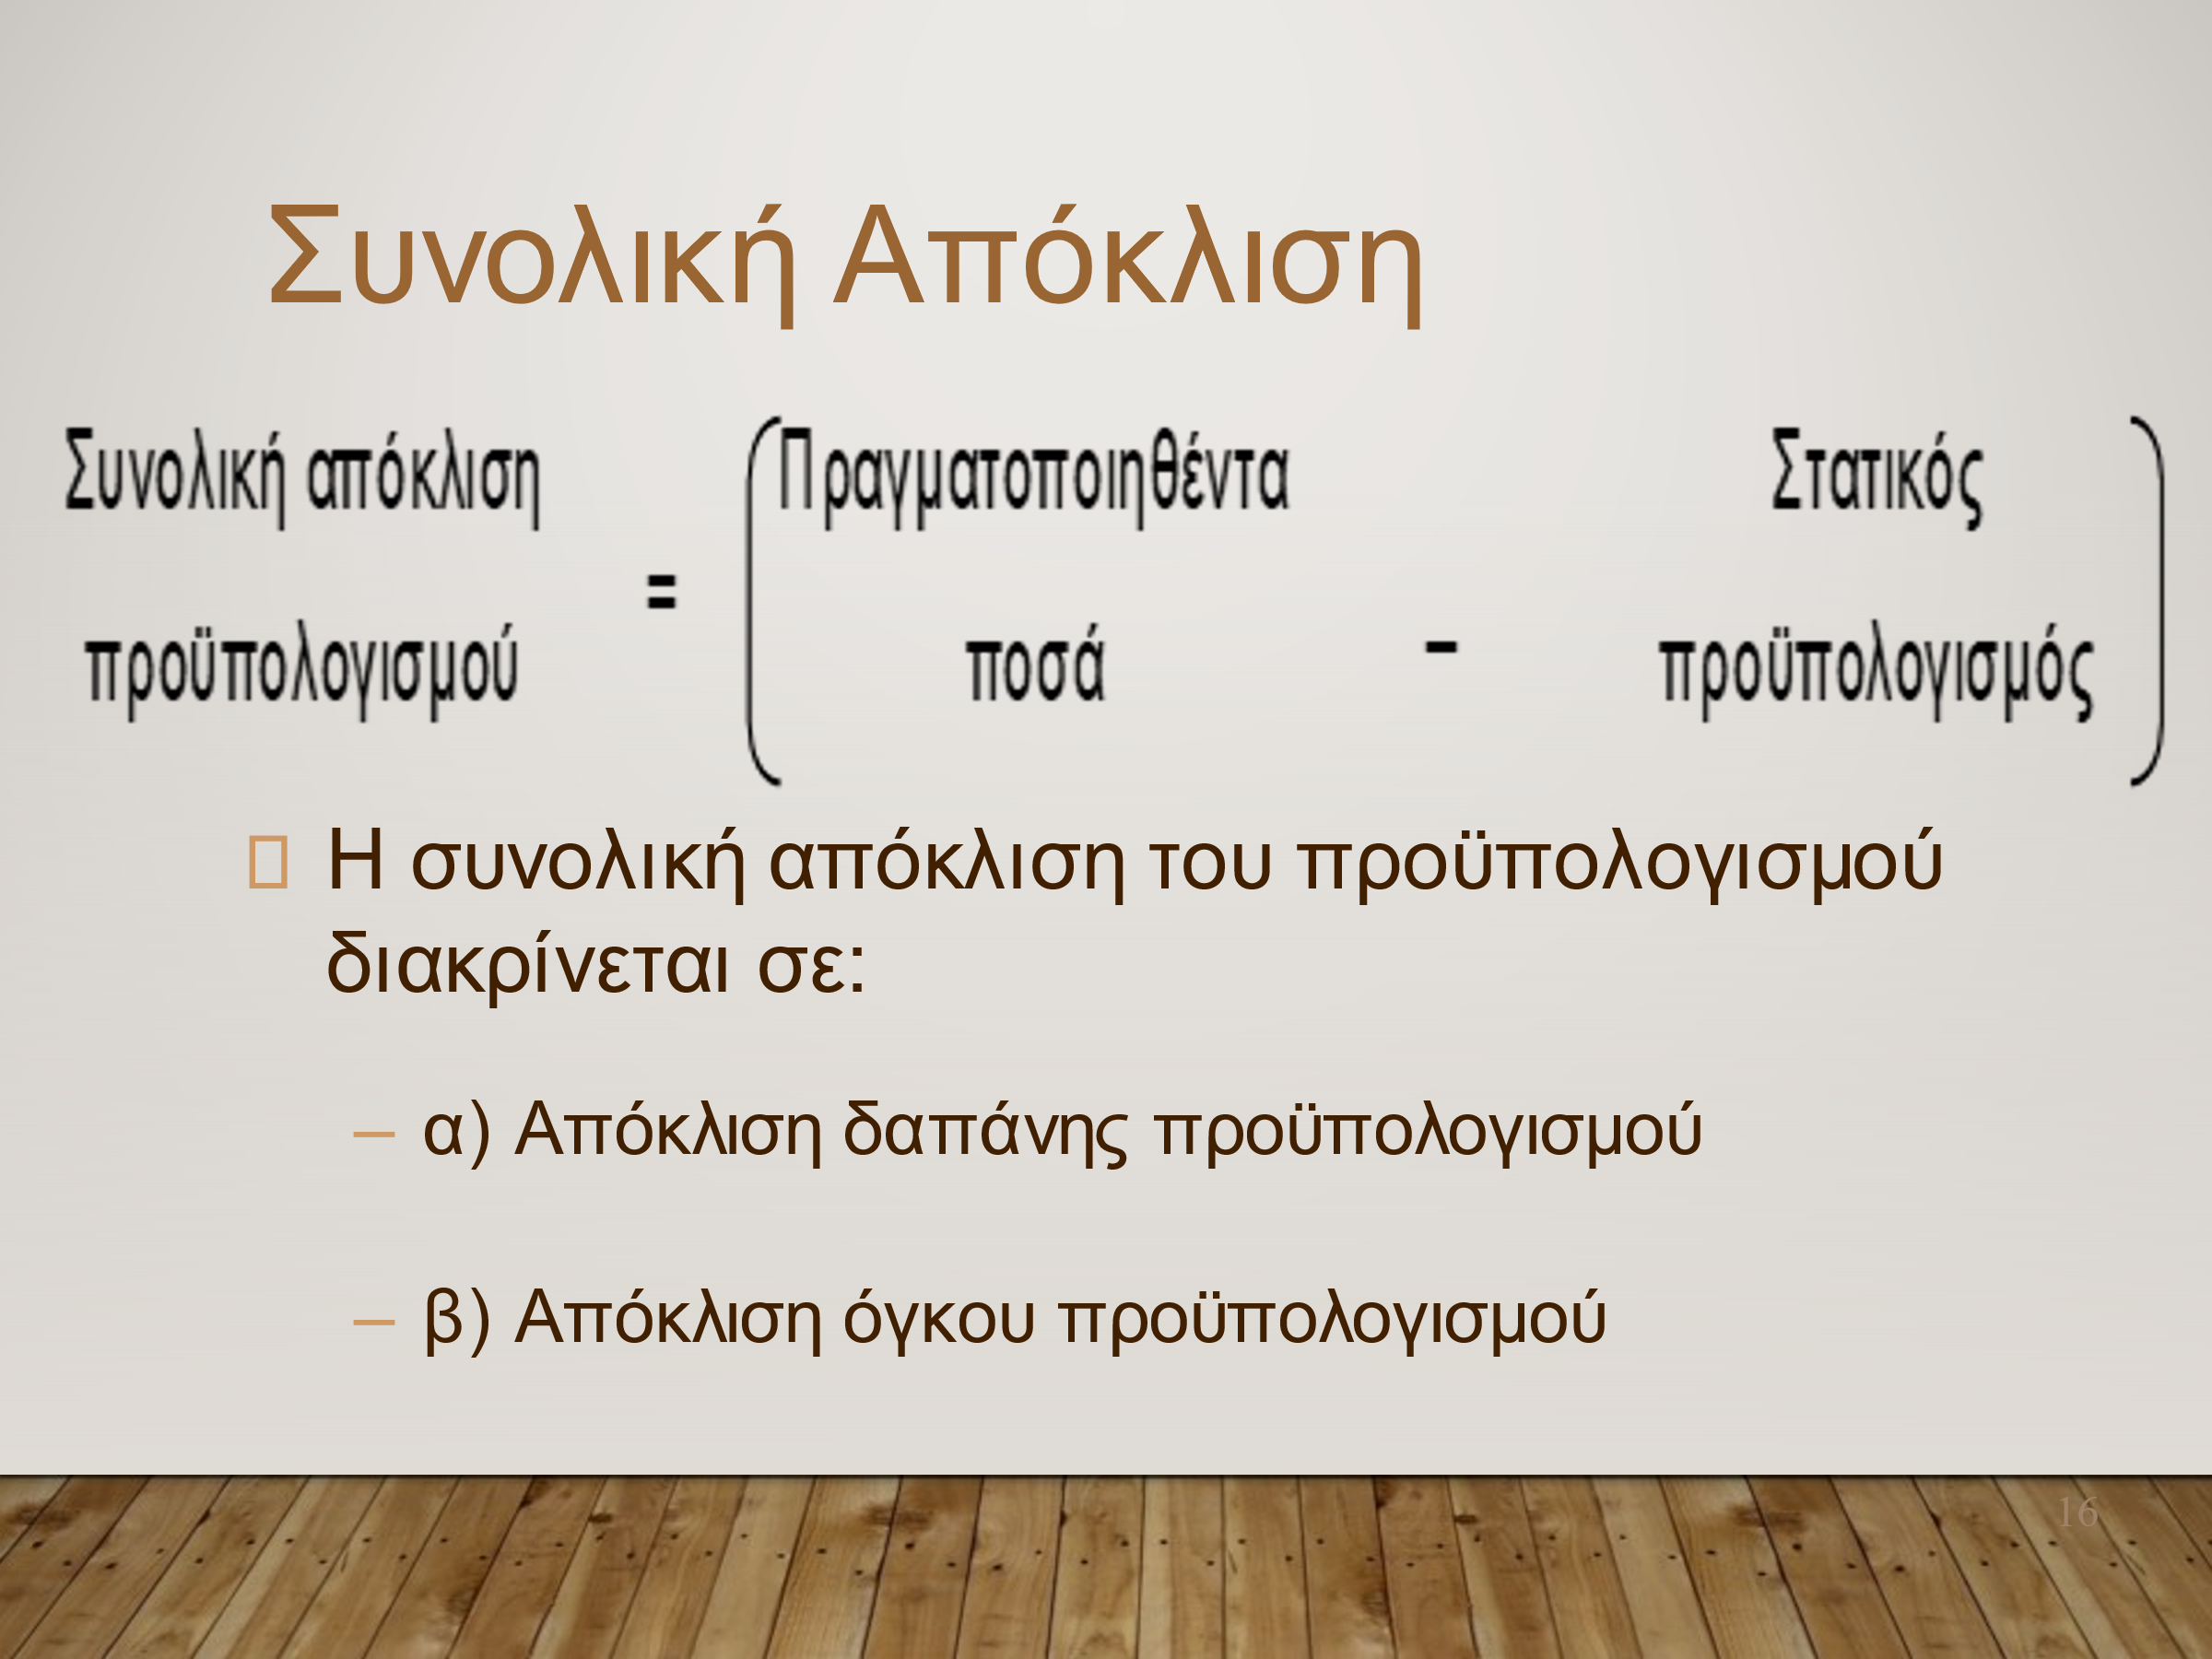 Συνολική Απόκλιση
Συνολική απόκλιση προϋπολογισμού = ( Πραγματοποιηθέντα ποσά – Στατικός προϋπολογισμός )
Η συνολική απόκλιση του προϋπολογισμού
διακρίνεται σε:
– α) Απόκλιση δαπάνης προϋπολογισμού
– β) Απόκλιση όγκου προϋπολογισμού
16